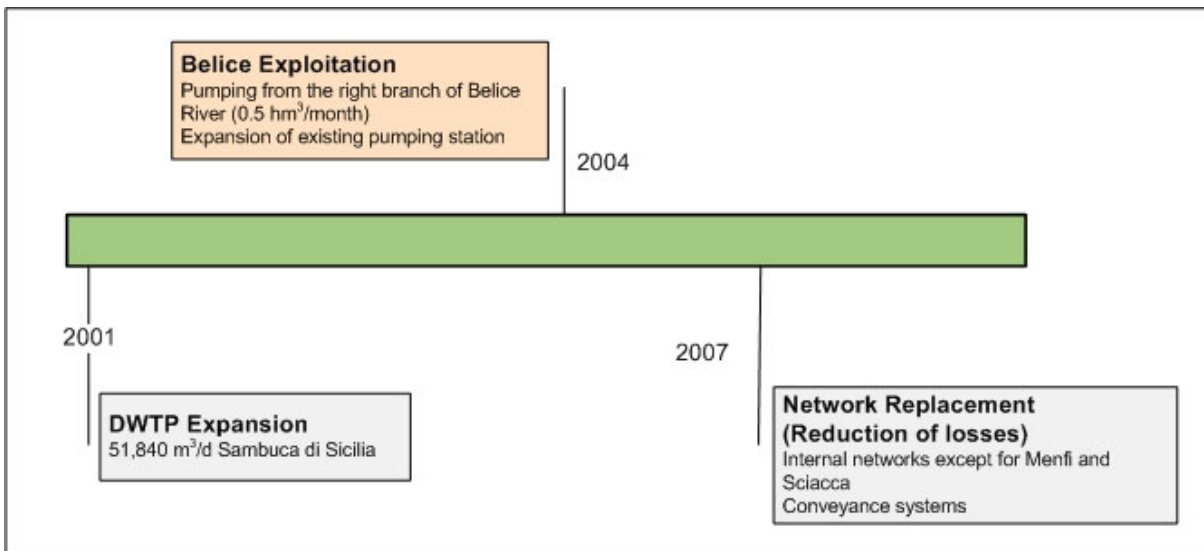 Belice Exploitation
Pumping from the right branch of Belice
River (0.5 hm³/month)
Expansion of existing pumping station
2004
2001
2007
DWTP Expansion
51,840 m³/d Sambuca di Sicilia
Network Replacement
(Reduction of losses)
Internal networks except for Menfi and
Sciacca
Conveyance systems